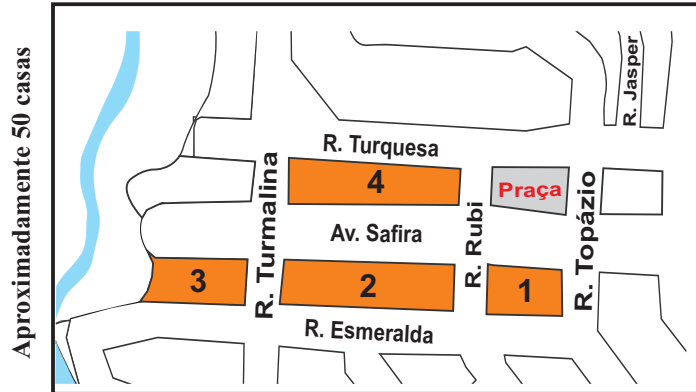 Aproximadamente 50 casas
R. Jasper
R. Turquesa
4
Praça
R. Turmalina
Av. Safira
R. Rubi
R. Topázio
3
2
1
R. Esmeralda